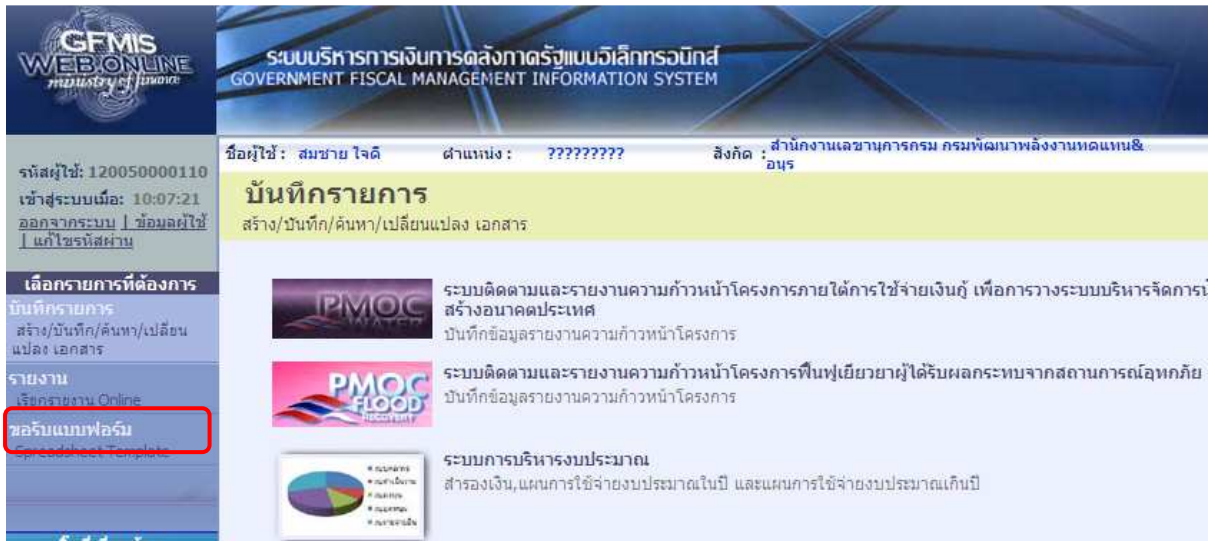 GFMIS
WEB ONLINE
ministry of finance
ระบบบริหารการเงินการคลังภาครัฐแบบอิเล็กทรอนิกส์
GOVERNMENT FISCAL MANAGEMENT INFORMATION SYSTEM
ชื่อผู้ใช้ : สมชาย ใจดี ตำแหน่ง : ????????? สังกัด : สำนักงานเลขานุการกรม กรมพัฒนาพลังงานทดแทน&
อนุร
รหัสผู้ใช้: 120050000110
เข้าสู่ระบบเมื่อ: 10:07:21
ออกจากระบบ | ข้อมูลผู้ใช้
| แก้ไขรหัสผ่าน
บันทึกรายการ
สร้าง/บันทึก/ค้นหา/เปลี่ยนแปลง เอกสาร
เลือกรายการที่ต้องการ
บันทึกรายการ
สร้าง/บันทึก/ค้นหา/เปลี่ยน
แปลง เอกสาร
รายงาน
เรียกรายงาน Online
ขอรับแบบฟอร์ม
Spreadsheet Template
PMOC
WATER
ระบบติดตามและรายงานความก้าวหน้าโครงการภายใต้การใช้จ่ายเงินกู้ เพื่อการวางระบบบริหารจัดการ
สร้างอนาคตประเทศ
บันทึกข้อมูลรายงานความก้าวหน้าโครงการ
PMOC
FLOOD
RECOVERY
ระบบติดตามและรายงานความก้าวหน้าโครงการฟื้นฟูเยียวยาผู้ได้รับผลกระทบจากสถานการณ์อุทกภัย
บันทึกข้อมูลรายงานความก้าวหน้าโครงการ
ระบบการบริหารงบประมาณ
สำรองเงิน,แผนการใช้จ่ายงบประมาณในปี และแผนการใช้จ่ายงบประมาณเกินปี